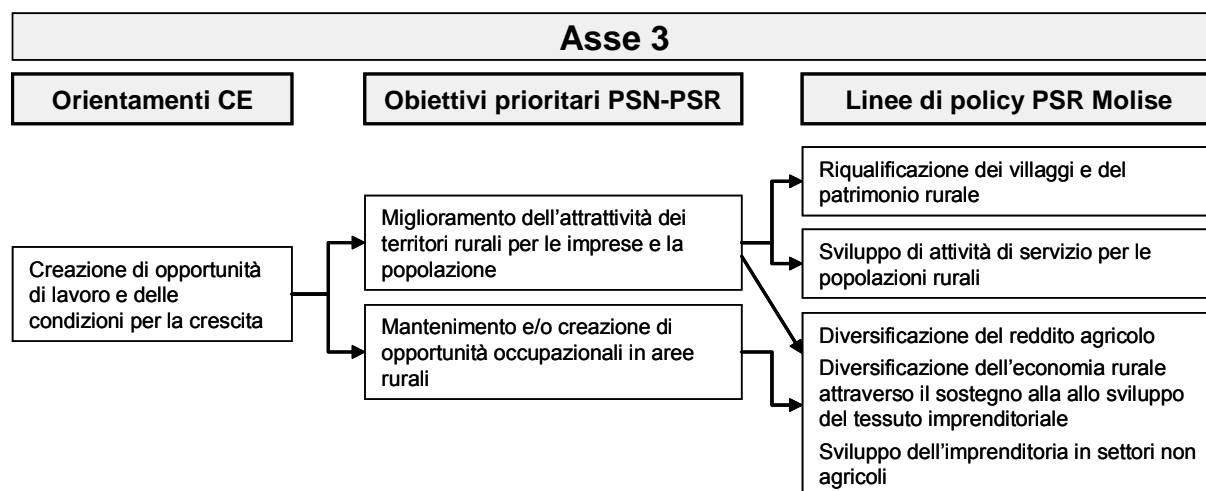 Asse 3
Orientamenti CE
Obiettivi prioritari PSN-PSR
Linee di policy PSR Molise
Creazione di opportunità
di lavoro e delle
condizioni per la crescita
Miglioramento dell'attrattività dei
territori rurali per le imprese e la
popolazione
Mantenimento e/o creazione di
opportunità occupazionali in aree
rurali
Riqualificazione dei villaggi e del
patrimonio rurale
Sviluppo di attività di servizio per le
popolazioni rurali
Diversificazione del reddito agricolo
Diversificazione dell'economia rurale
attraverso il sostegno alla allo sviluppo
del tessuto imprenditoriale
Sviluppo dell'imprenditoria in settori non
agricoli